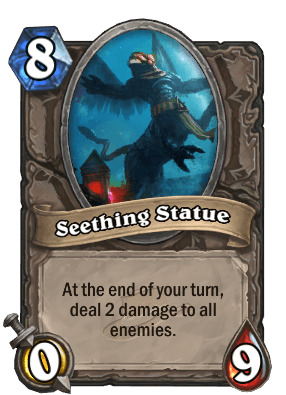 8
Seething Statue
At the end of your turn,
deal 2 damage to all
enemies.
0
9